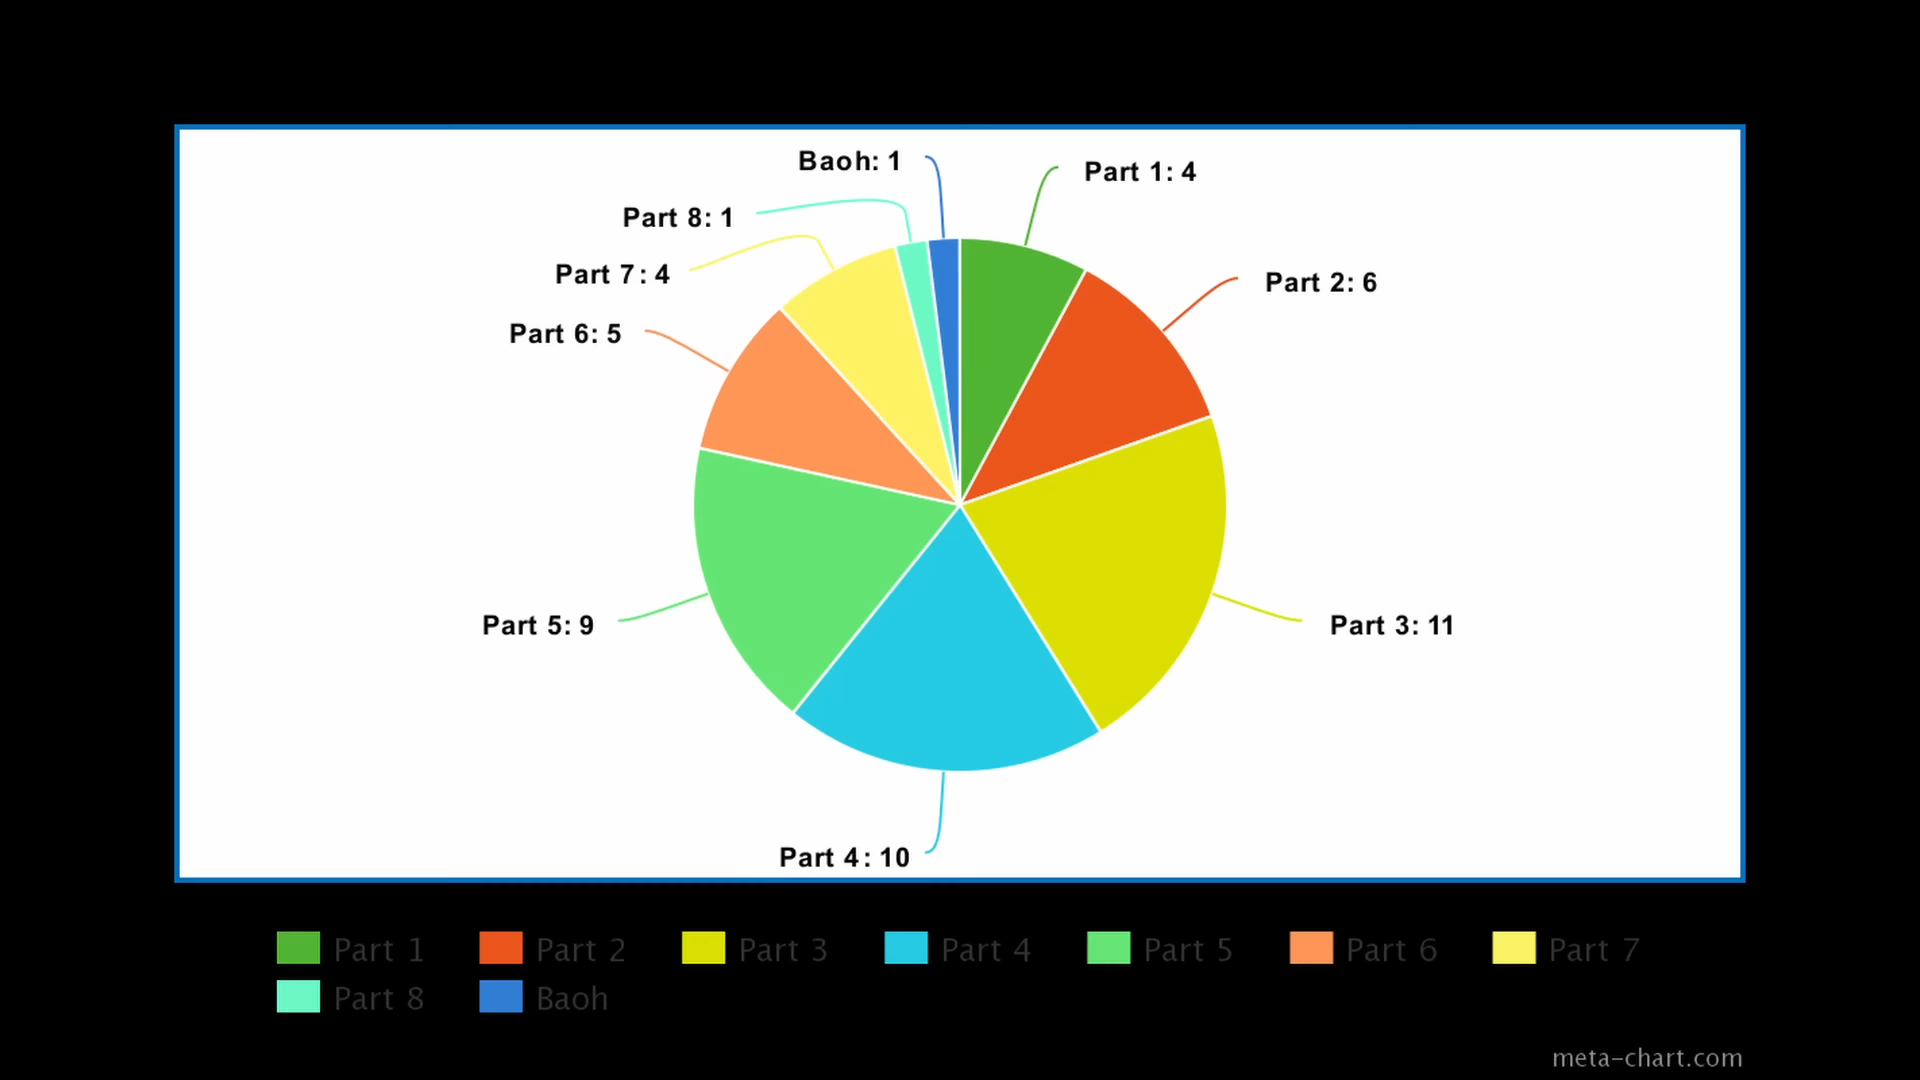 Baoh: 1
Part 1: 4
Part 8: 1
Part 7: 4
Part 2: 6
Part 6: 5
Part 5: 9
Part 3: 11
Part 4: 10
Part 1 Part 2 Part 3 Part 4 Part 5 Part 6 Part 7
Part 8 Baoh
meta-chart.com